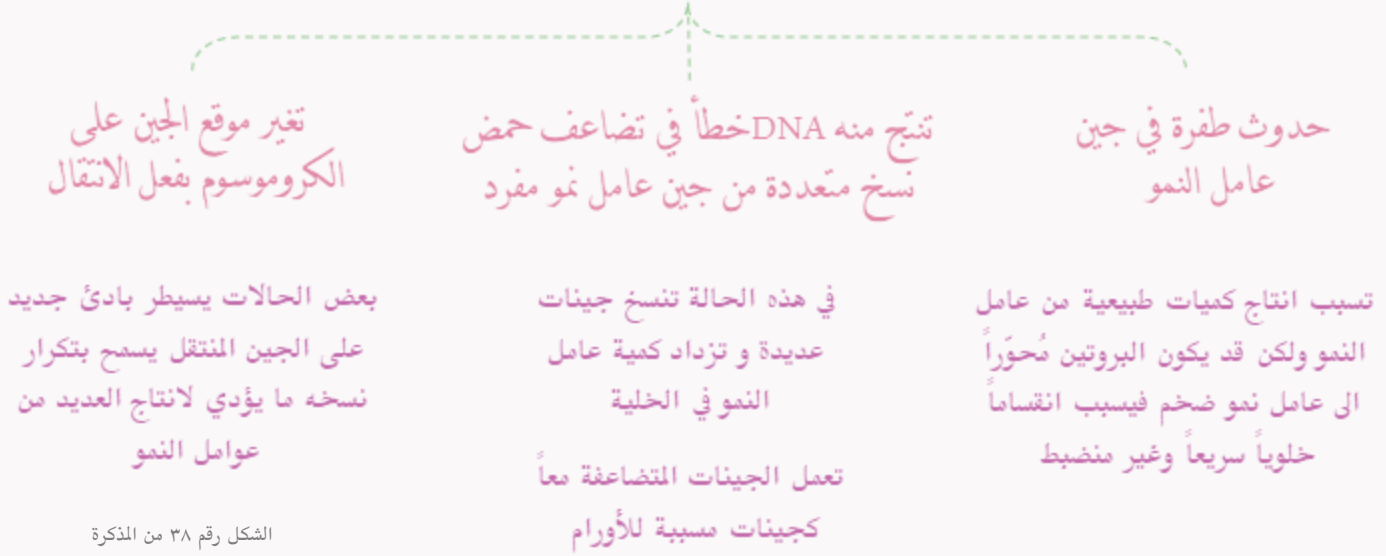 حدوث طفرة في جين
عامل النمو
تسبب انتاج كميات طبيعية من عامل
النمو ولكن قد يكون البروتين مُحوّراً
الى عامل نمو ضخم فيسبب انقساماً
خلوياً سريعاً وغير منضبط
تنتج منه DNAخطأ في تضاعف حمض
نسخ متعددة من جين عامل نمو مفرد
في هذه الحالة تنسخ جينات
عديدة و تزداد كمية عامل
النمو في الخلية
تعمل الجينات المتضاعفة معاً
كجينات مسببة للأورام
تغير موقع الجين على
الكروموسوم بفعل الانتقال
بعض الحالات يسيطر بادئ جديد
على الجين المنتقل يسمح بتكرار
نسخه ما يؤدي لانتاج العديد من
عوامل النمو
الشكل رقم ٣٨ من المذكرة